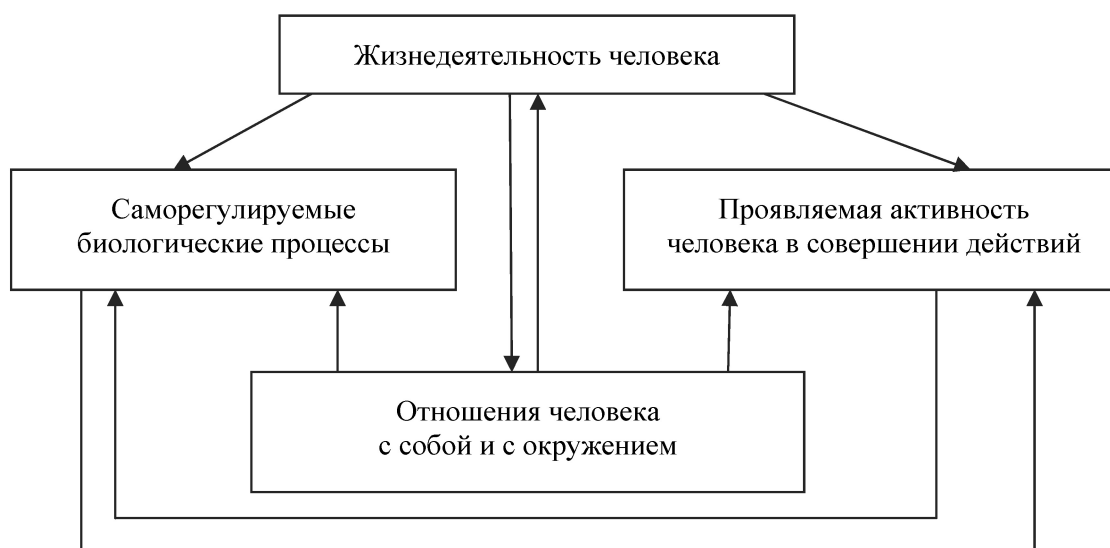 Жизнедеятельность человека
Саморегулируемые
биологические процессы
Проявляемая активность
человека в совершении действий
Отношения человека
с собой и с окружением